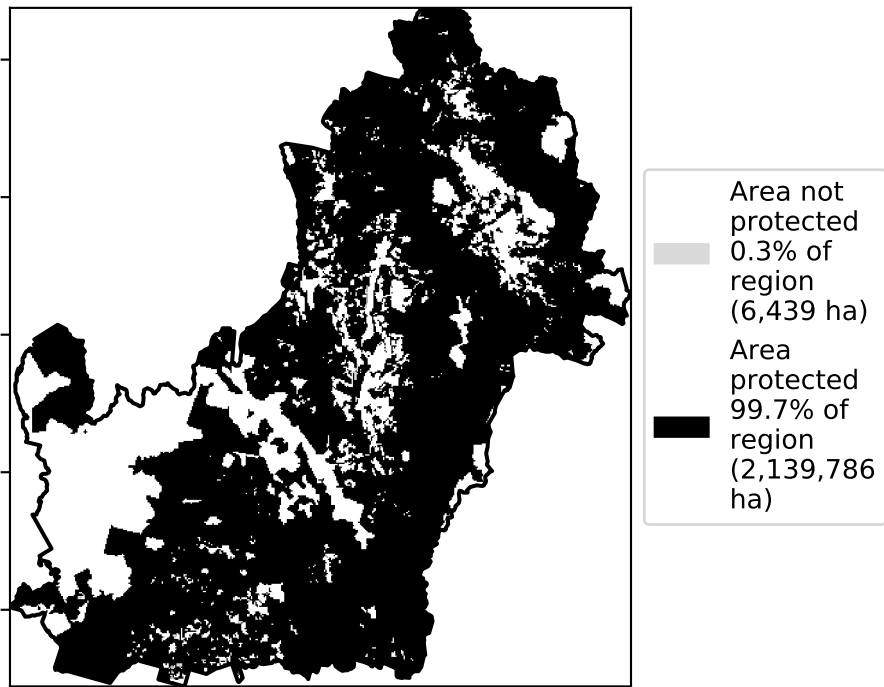 Area not
protected
0.3% of
region
(6,439 ha)
Area
protected
99.7% of
region
(2,139,786
ha)